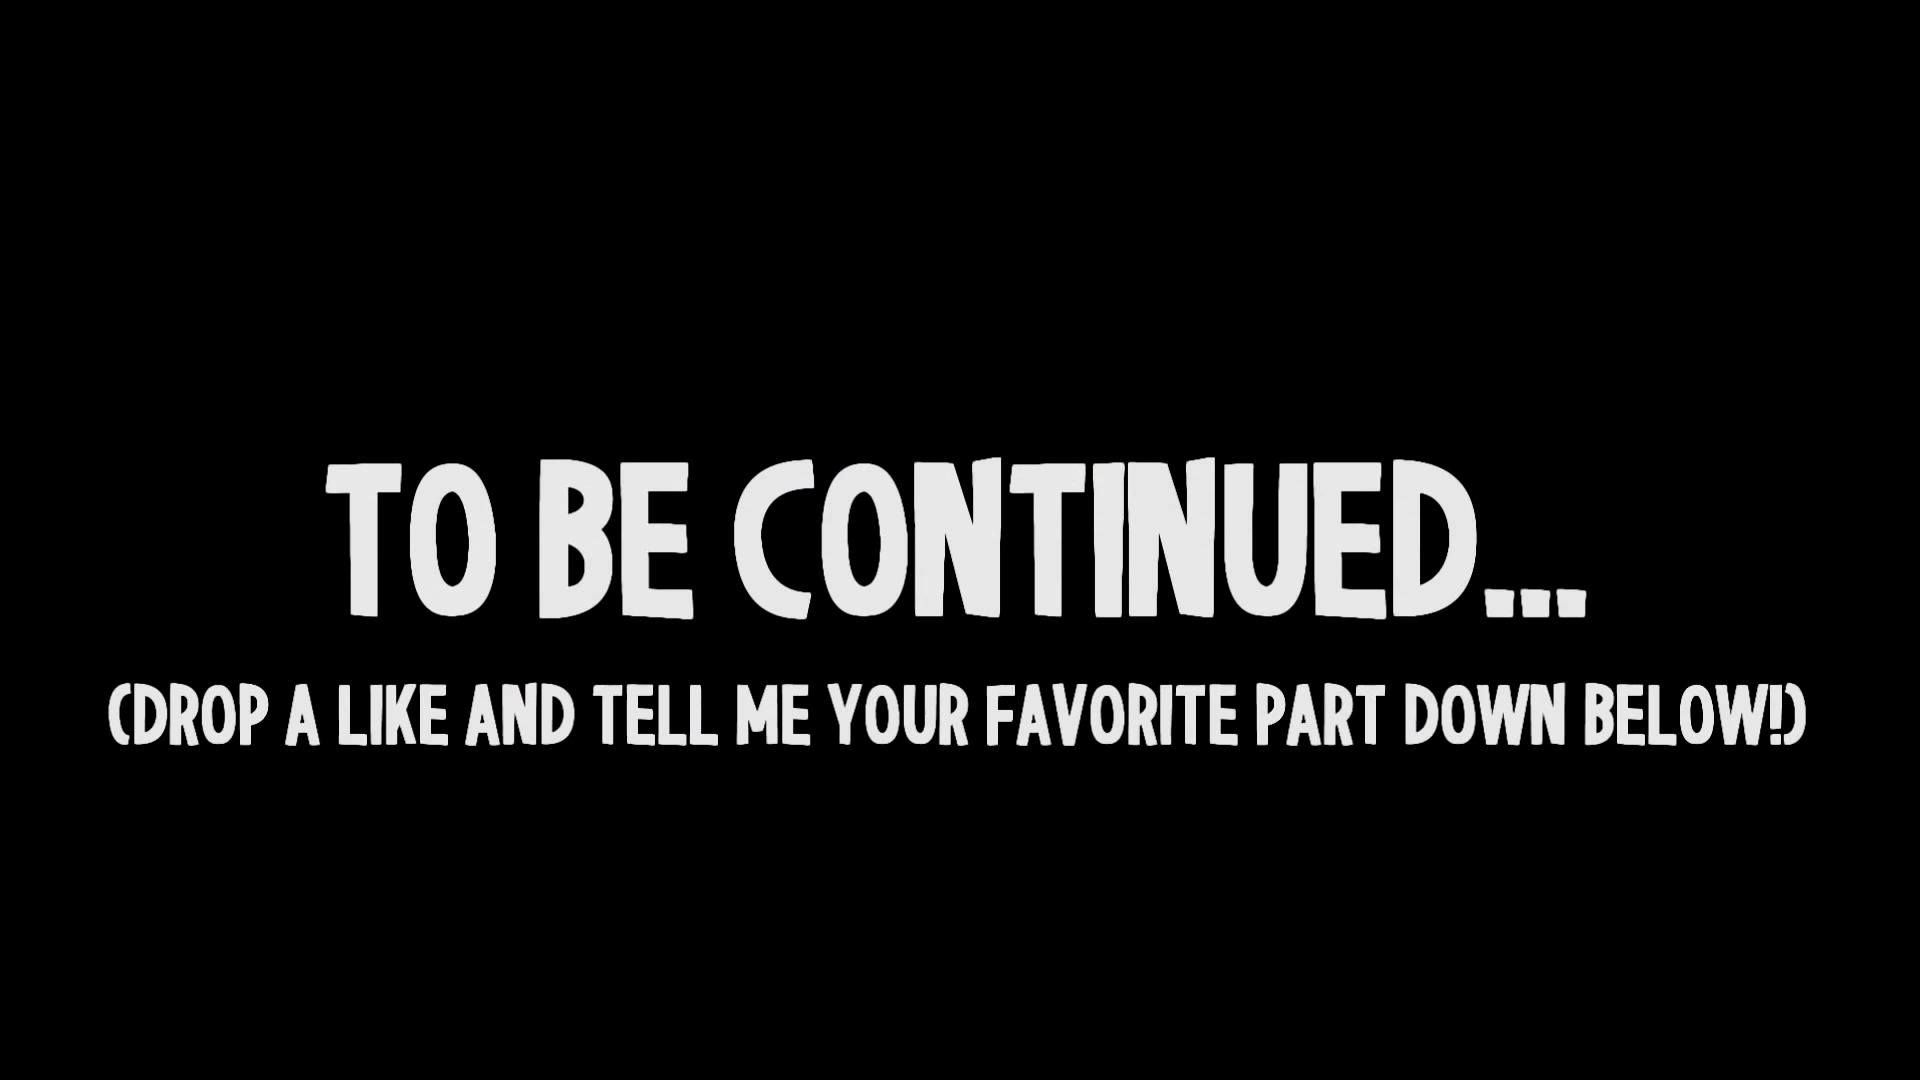 TO BE CONTINUED...
(DROP A LIKE AND TELL ME YOUR FAVORITE PART DOWN BELOW!)